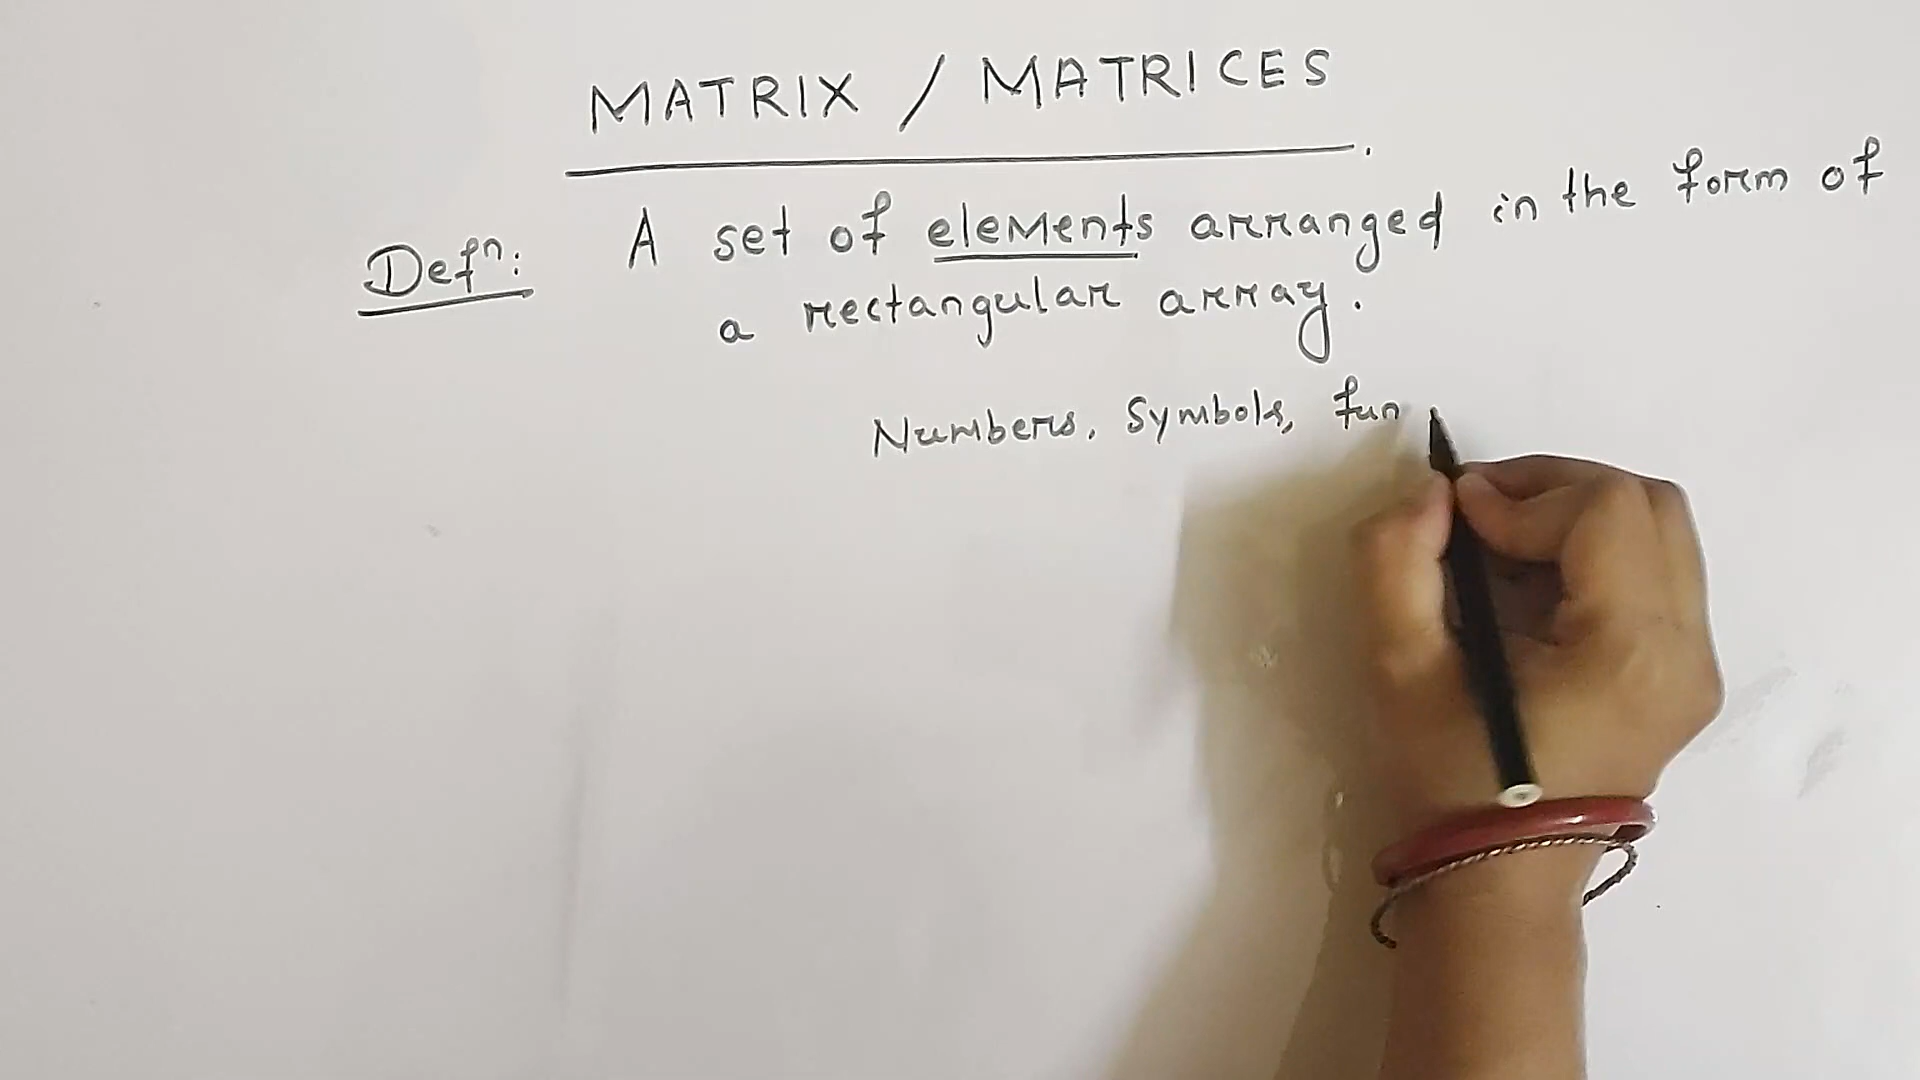 MATRIX / MATRICES
Defⁿ: A set of elements arranged in the form of
a rectangular array.
Numbers, Symbols, fun